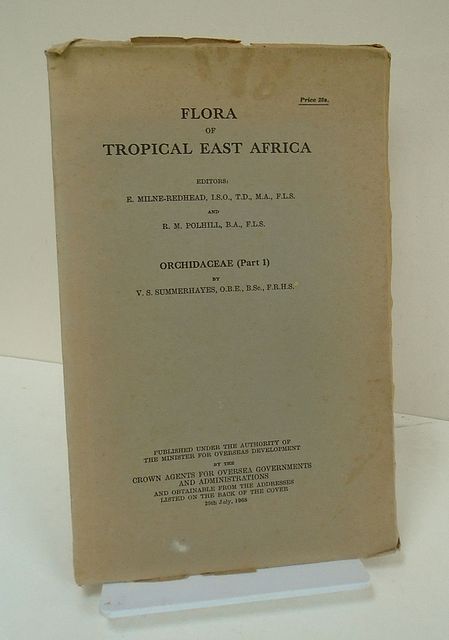 Price 28s.
FLORA
OF
TROPICAL EAST AFRICA
EDITORS:
E. MILNE-REDHEAD, I.S.O., T.D., M.A., F.L.S.
AND
R. M. POLHILL, B.A., F.L.S.
ORCHIDACEAE (Part 1)
BY
V. S. SUMMERHAYES, O.B.E., B.Sc., F.R.H.S.
PUBLISHED UNDER THE AUTHORITY OF
THE MINISTER FOR OVERSEAS DEVELOPMENT
BY THE
CROWN AGENTS FOR OVERSEA GOVERNMENTS
AND ADMINISTRATIONS
AND OBTAINABLE FROM THE ADDRESSES
LISTED ON THE BACK OF THE COVER
July, 1968